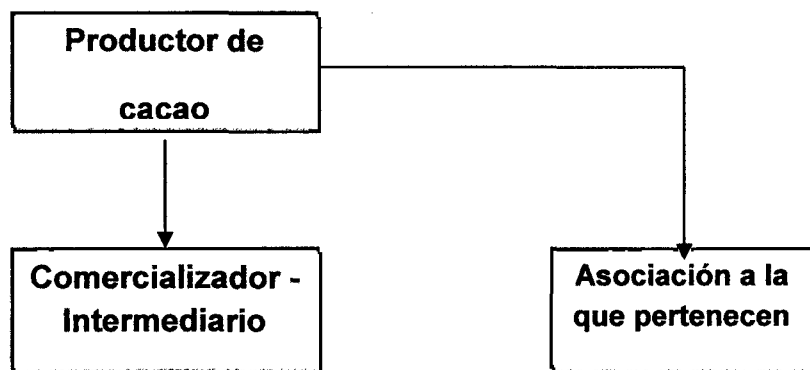 Productor de
cacao
Comercializador -
Intermediario
Asociación a la
que pertenecen